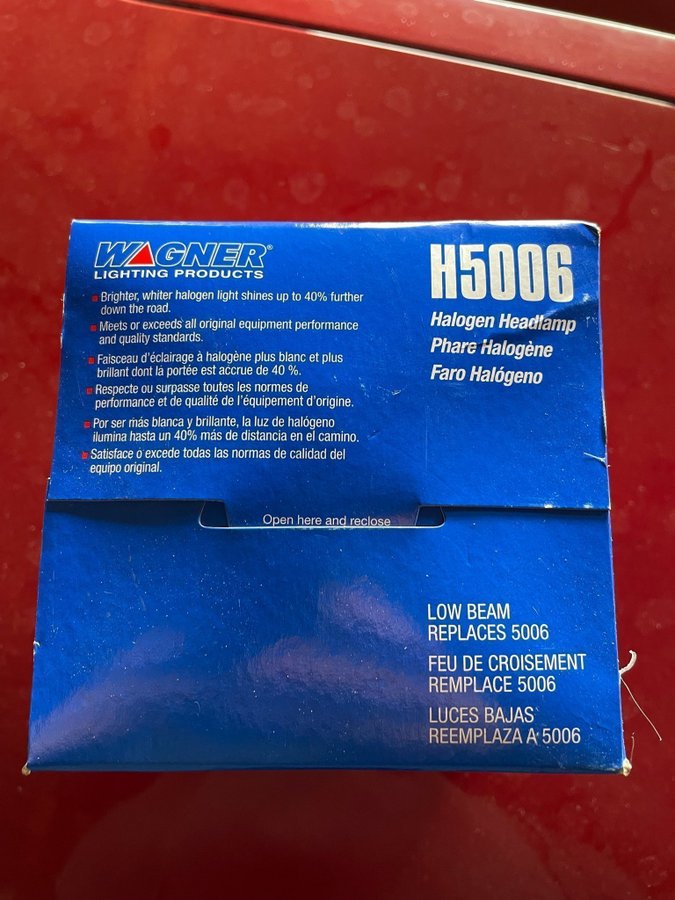 WAGNER®
LIGHTING PRODUCTS
Brighter, whiter halogen light shines up to 40% further
down the road.
Meets or exceeds all original equipment performance
and quality standards.
Faisceau d'éclairage à halogène plus blanc et plus
brillant dont la portée est accrue de 40 %.
Respecte ou surpasse toutes les normes de
performance et de qualité de l'équipement d'origine.
Por ser más blanca y brillante, la luz de halógeno
ilumina hasta un 40% más de distancia en el camino.
Satisface o excede todas las normas de calidad del
equipo original.
H5006
Halogen Headlamp
Phare Halogène
Faro Halógeno
Open here and reclose
LOW BEAM
REPLACES 5006
FEU DE CROISEMENT
REMPLACE 5006
LUCES BAJAS
REEMPLAZA A 5006